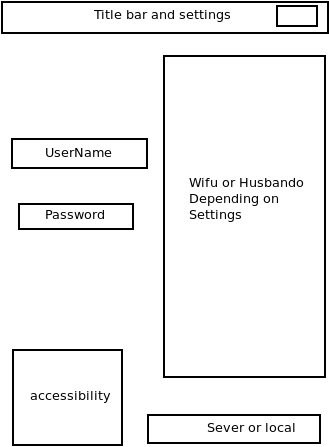 Title bar and settings
UserName
Password
Wifu or Husbando
Depending on
Settings
accessibility
Sever or local